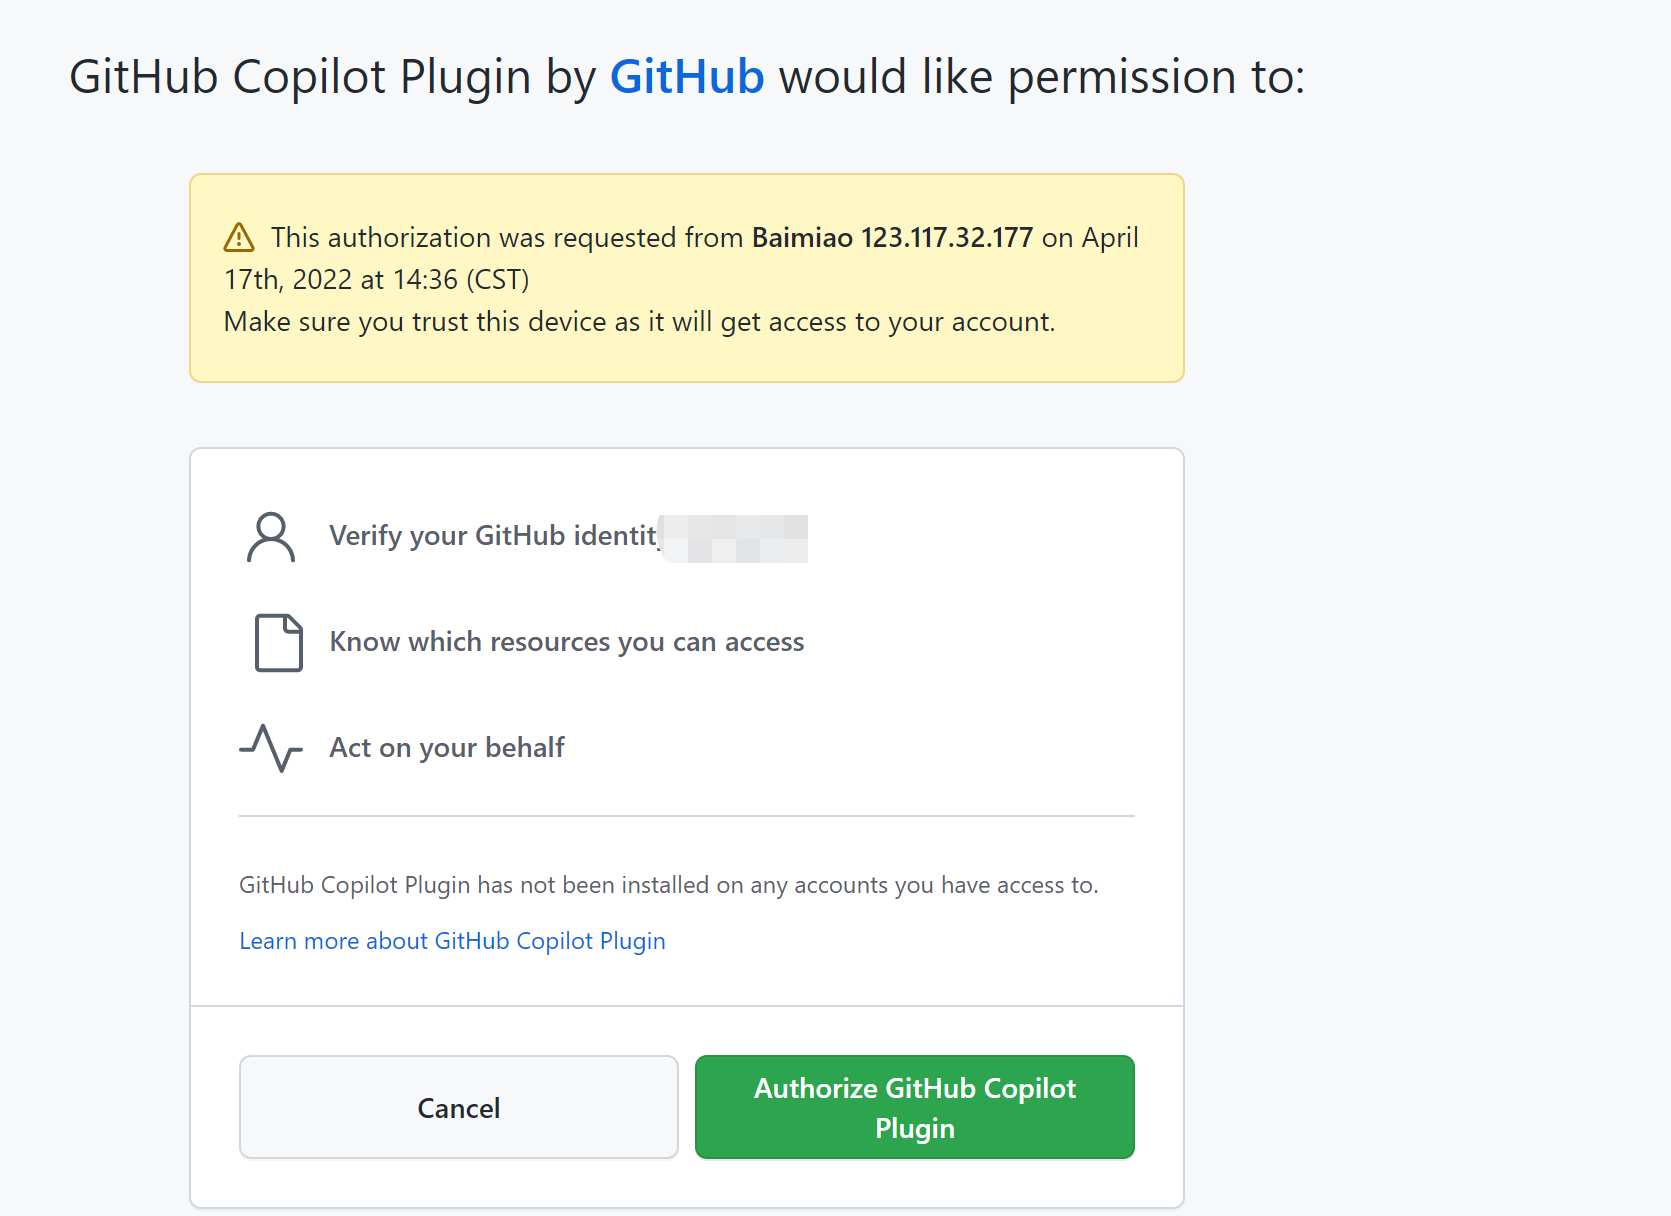 GitHub Copilot Plugin by GitHub would like permission to:
This authorization was requested from Baimiao 123.117.32.177 on April
17th, 2022 at 14:36 (CST)
Make sure you trust this device as it will get access to your account.
Verify your GitHub identity
Know which resources you can access
Act on your behalf
GitHub Copilot Plugin has not been installed on any accounts you have access to.
Learn more about GitHub Copilot Plugin
Cancel
Authorize GitHub Copilot
Plugin